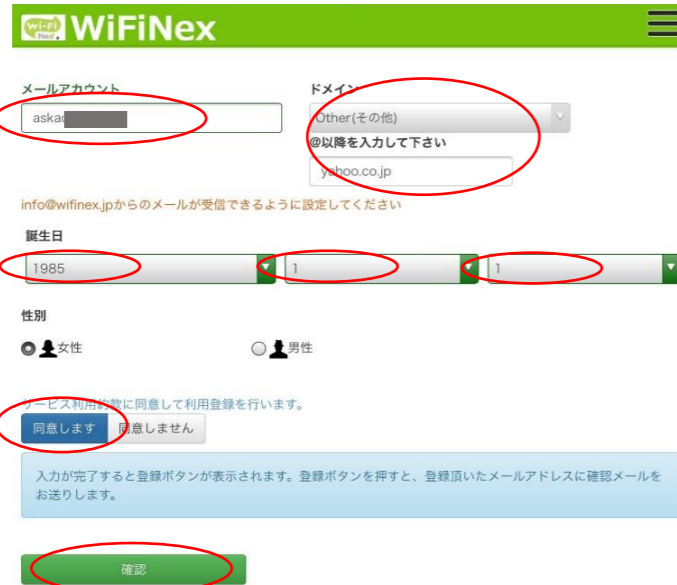 Wi-Fi Nex. WiFiNex
メールアカウント ドメイン
aska Other(その他)
@以降を入力して下さい
yahoo.co.jp
info@wifinex.jpからのメールが受信できるように設定してください
誕生日
1985 1 1
性別
女性 男性
サービス利用約款に同意して利用登録を行います。
同意します 同意しません
入力が完了すると登録ボタンが表示されます。登録ボタンを押すと、登録頂いたメールアドレスに確認メールを
お送りします。
確認